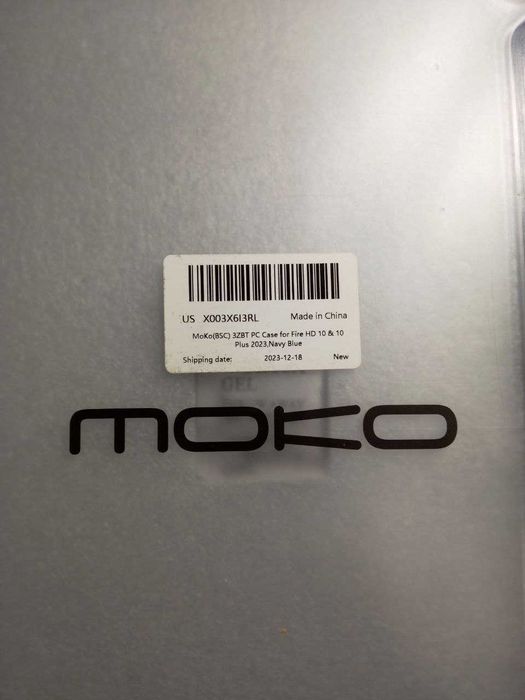 US X003X6I3RL Made in China
MoKo(BSC) 3ZBT PC Case for Fire HD 10 & 10
Plus 2023,Navy Blue
Shipping date: 2023-12-18 New
GEL
moko